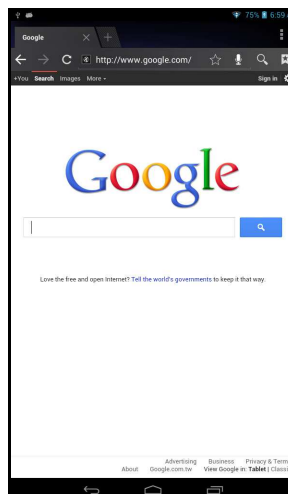 75% 6:59
Google
http://www.google.com/
+You Search Images More Sign in
Google
Love the free and open Internet? Tell the world's governments to keep it that way.
Advertising Business Privacy & Term
About Google.com.tw View Google in: Tablet | Classi